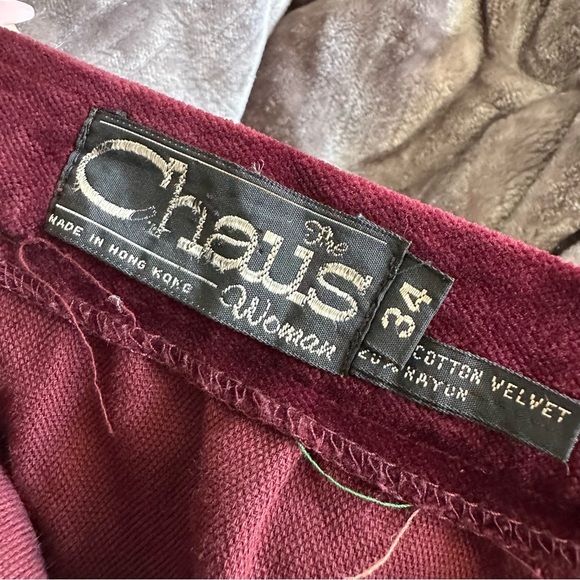 The
Chaus
Woman
MADE IN HONG KONG
34
COTTON VELVET
RAYON